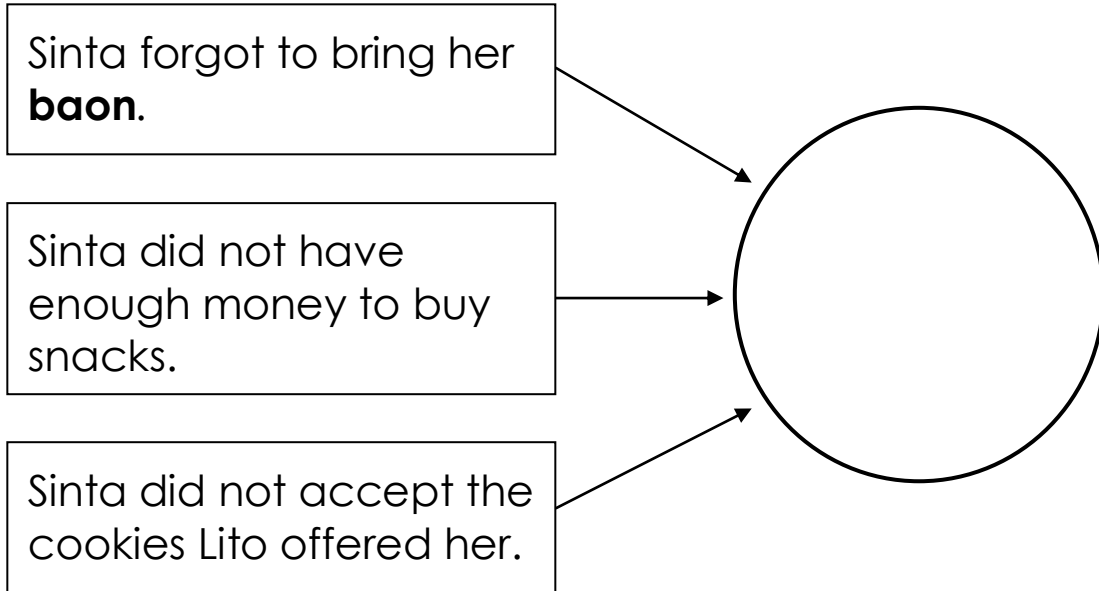 Sinta forgot to bring her
baon.
Sinta did not have
enough money to buy
snacks.
Sinta did not accept the
cookies Lito offered her.